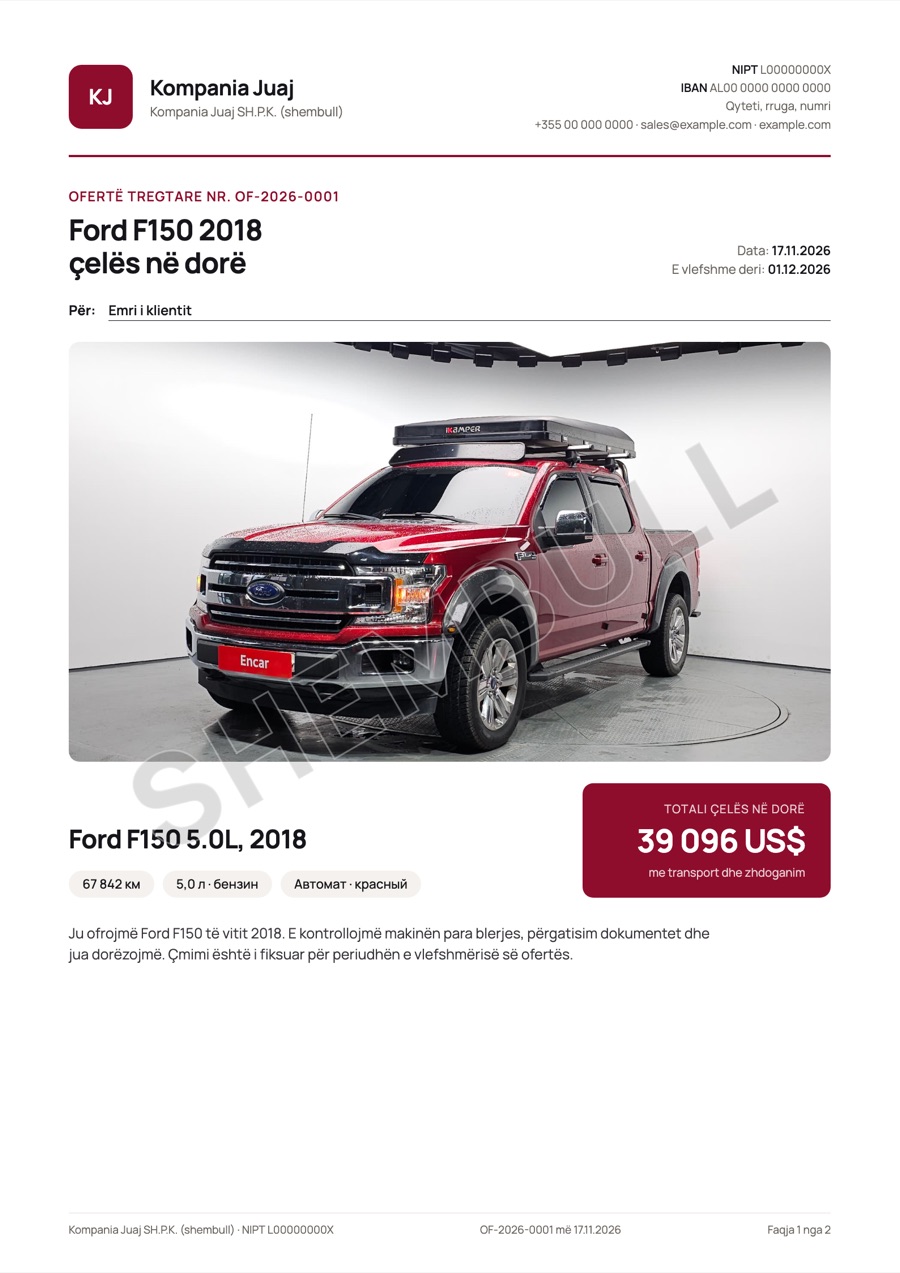 KJ
Kompania Juaj
Kompania Juaj SH.P.K. (shembull)
NIPT L00000000X
IBAN AL00 0000 0000 0000
Qyteti, rruga, numri
+355 00 000 0000 · sales@example.com · example.com
OFERTË TREGTARE NR. OF-2026-0001
Ford F150 2018
çelës në dorë
Data: 17.11.2026
E vlefshme deri: 01.12.2026
Për: Emri i klientit
iKAMPER
Ford
Encar
SHEMBULL
TOTALI ÇELËS NË DORË
39 096 US$
me transport dhe zhdoganim
Ford F150 5.0L, 2018
67 842 км
5,0 л · бензин
Автомат · красный
Ju ofrojmë Ford F150 të vitit 2018. E kontrollojmë makinën para blerjes, përgatisim dokumentet dhe
jua dorëzojmë. Çmimi është i fiksuar për periudhën e vlefshmërisë së ofertës.
Kompania Juaj SH.P.K. (shembull) · NIPT L00000000X
OF-2026-0001 më 17.11.2026
Faqja 1 nga 2